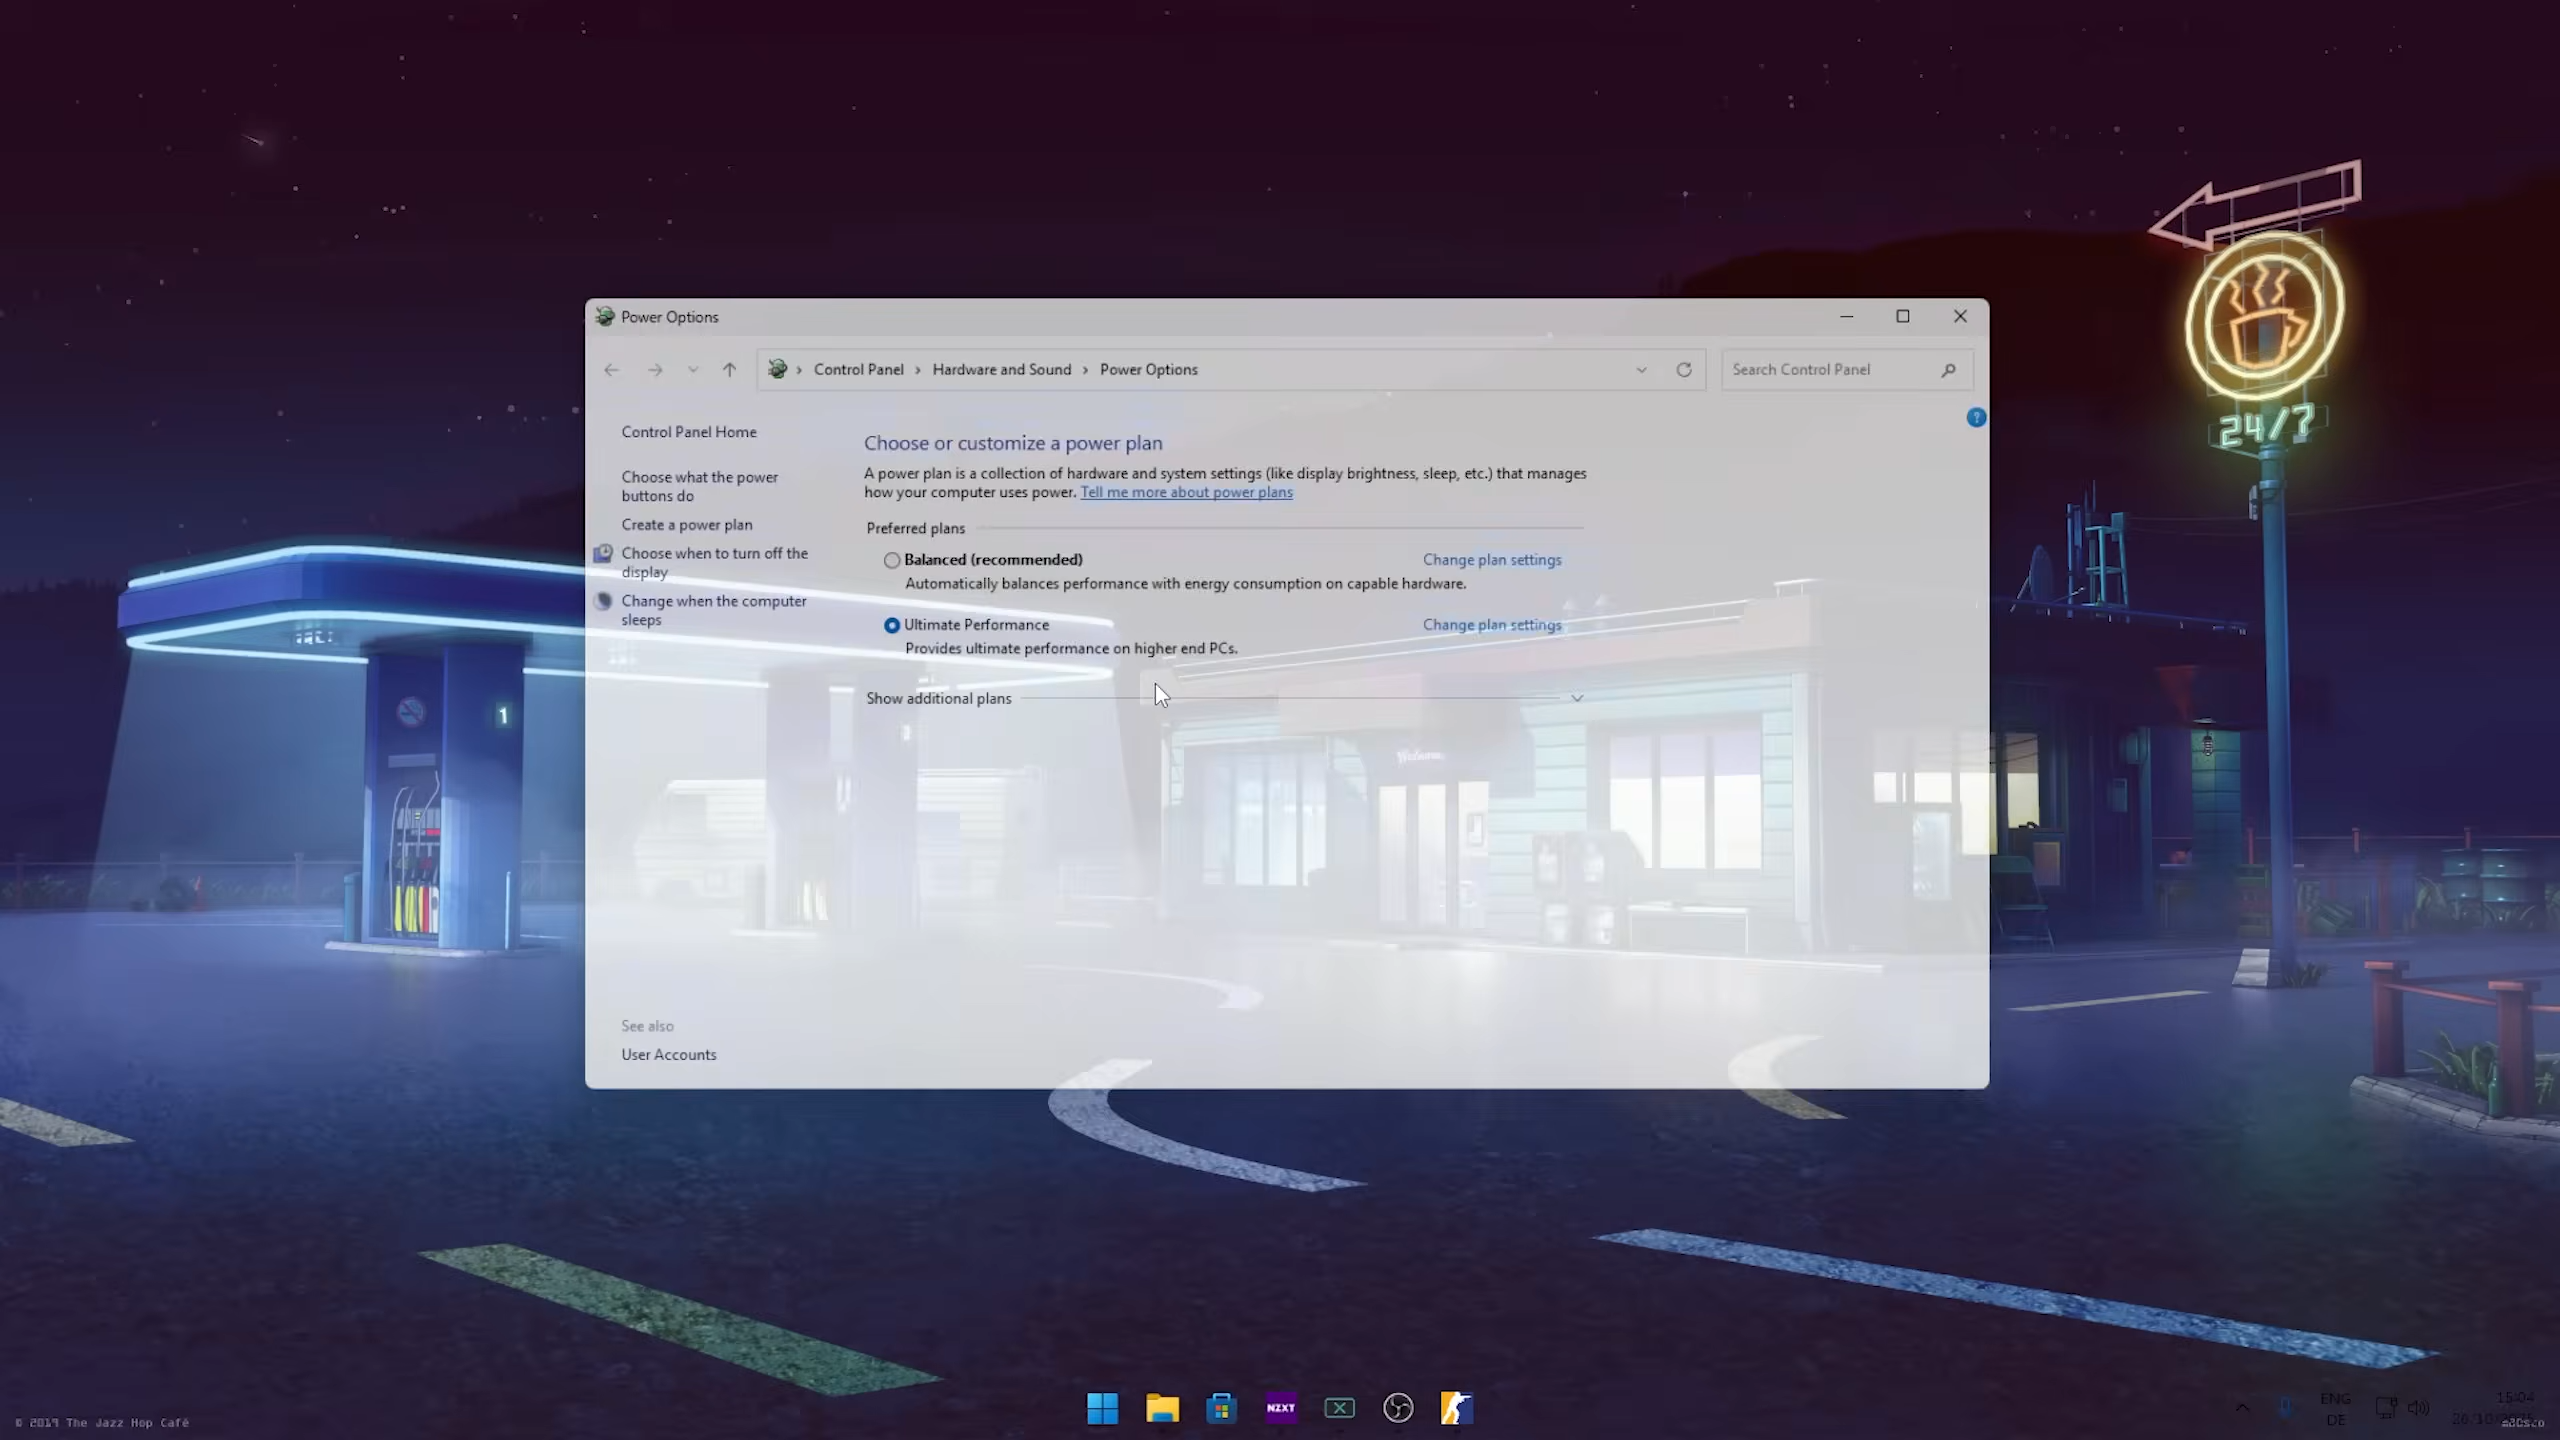 24/7
Power Options
Control Panel
Hardware and Sound
Power Options
Search Control Panel
?
Control Panel Home
Choose what the power
buttons do
Create a power plan
Choose when to turn off the
display
Change when the computer
sleeps
Choose or customize a power plan
A power plan is a collection of hardware and system settings (like display brightness, sleep, etc.) that manages
how your computer uses power. Tell me more about power plans
Preferred plans
Balanced (recommended) Change plan settings
Automatically balances performance with energy consumption on capable hardware.
Ultimate Performance Change plan settings
Provides ultimate performance on higher end PCs.
Show additional plans
1
Welcome
See also
User Accounts
© 2019 The Jazz Hop Café
NZXT
ENG
DE
15:04